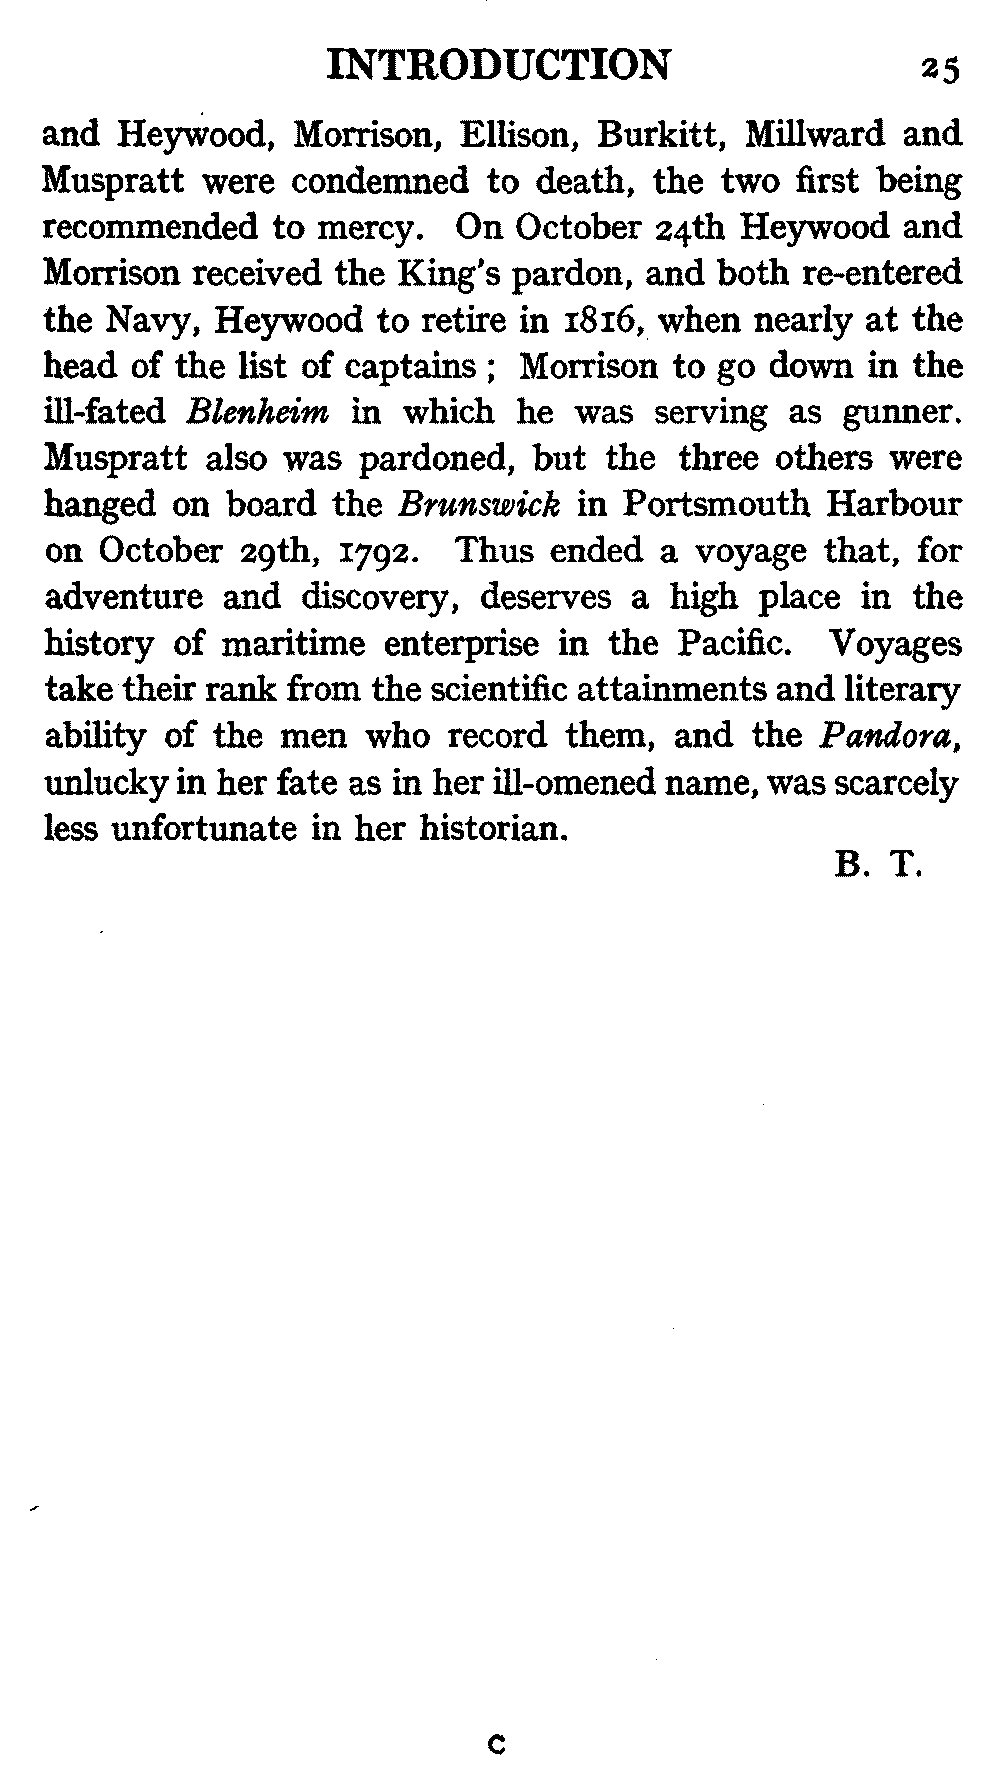 INTRODUCTION 25
and Heywood, Morrison, Ellison, Burkitt, Millward and
Muspratt were condemned to death, the two first being
recommended to mercy. On October 24th Heywood and
Morrison received the King's pardon, and both re-entered
the Navy, Heywood to retire in 1816, when nearly at the
head of the list of captains ; Morrison to go down in the
ill-fated Blenheim in which he was serving as gunner.
Muspratt also was pardoned, but the three others were
hanged on board the Brunswick in Portsmouth Harbour
on October 29th, 1792. Thus ended a voyage that, for
adventure and discovery, deserves a high place in the
history of maritime enterprise in the Pacific. Voyages
take their rank from the scientific attainments and literary
ability of the men who record them, and the Pandora,
unlucky in her fate as in her ill-omened name, was scarcely
less unfortunate in her historian.
B. T.
C